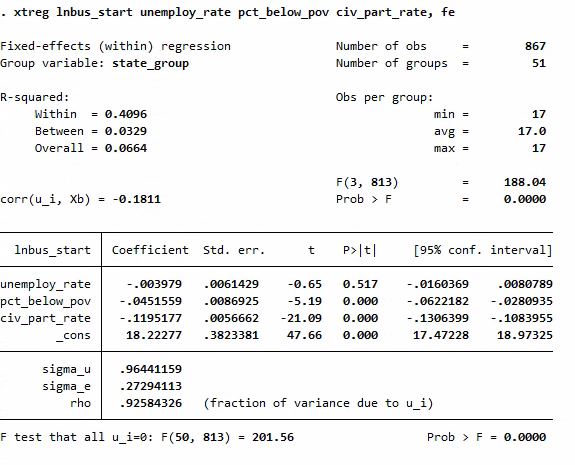 . xtreg lnbus_start unemploy_rate pct_below_pov civ_part_rate, fe
Fixed-effects (within) regression Number of obs = 867
Group variable: state_group Number of groups = 51
R-squared: Obs per group:
Within = 0.4096 min = 17
Between = 0.0329 avg = 17.0
Overall = 0.0664 max = 17
F(3, 813) = 188.04
corr(u_i, Xb) = -0.1811 Prob > F = 0.0000
lnbus_start Coefficient Std. err. t P>|t| [95% conf. interval]
unemploy_rate -.003979 .0061429 -0.65 0.517 -.0160369 .0080789
pct_below_pov -.0451559 .0086925 -5.19 0.000 -.0622182 -.0280935
civ_part_rate -.1195177 .0056662 -21.09 0.000 -.1306399 -.1083955
_cons 18.22277 .3823381 47.66 0.000 17.47228 18.97325
sigma_u .96441159
sigma_e .27294113
rho .92584326 (fraction of variance due to u_i)
F test that all u_i=0: F(50, 813) = 201.56 Prob > F = 0.0000